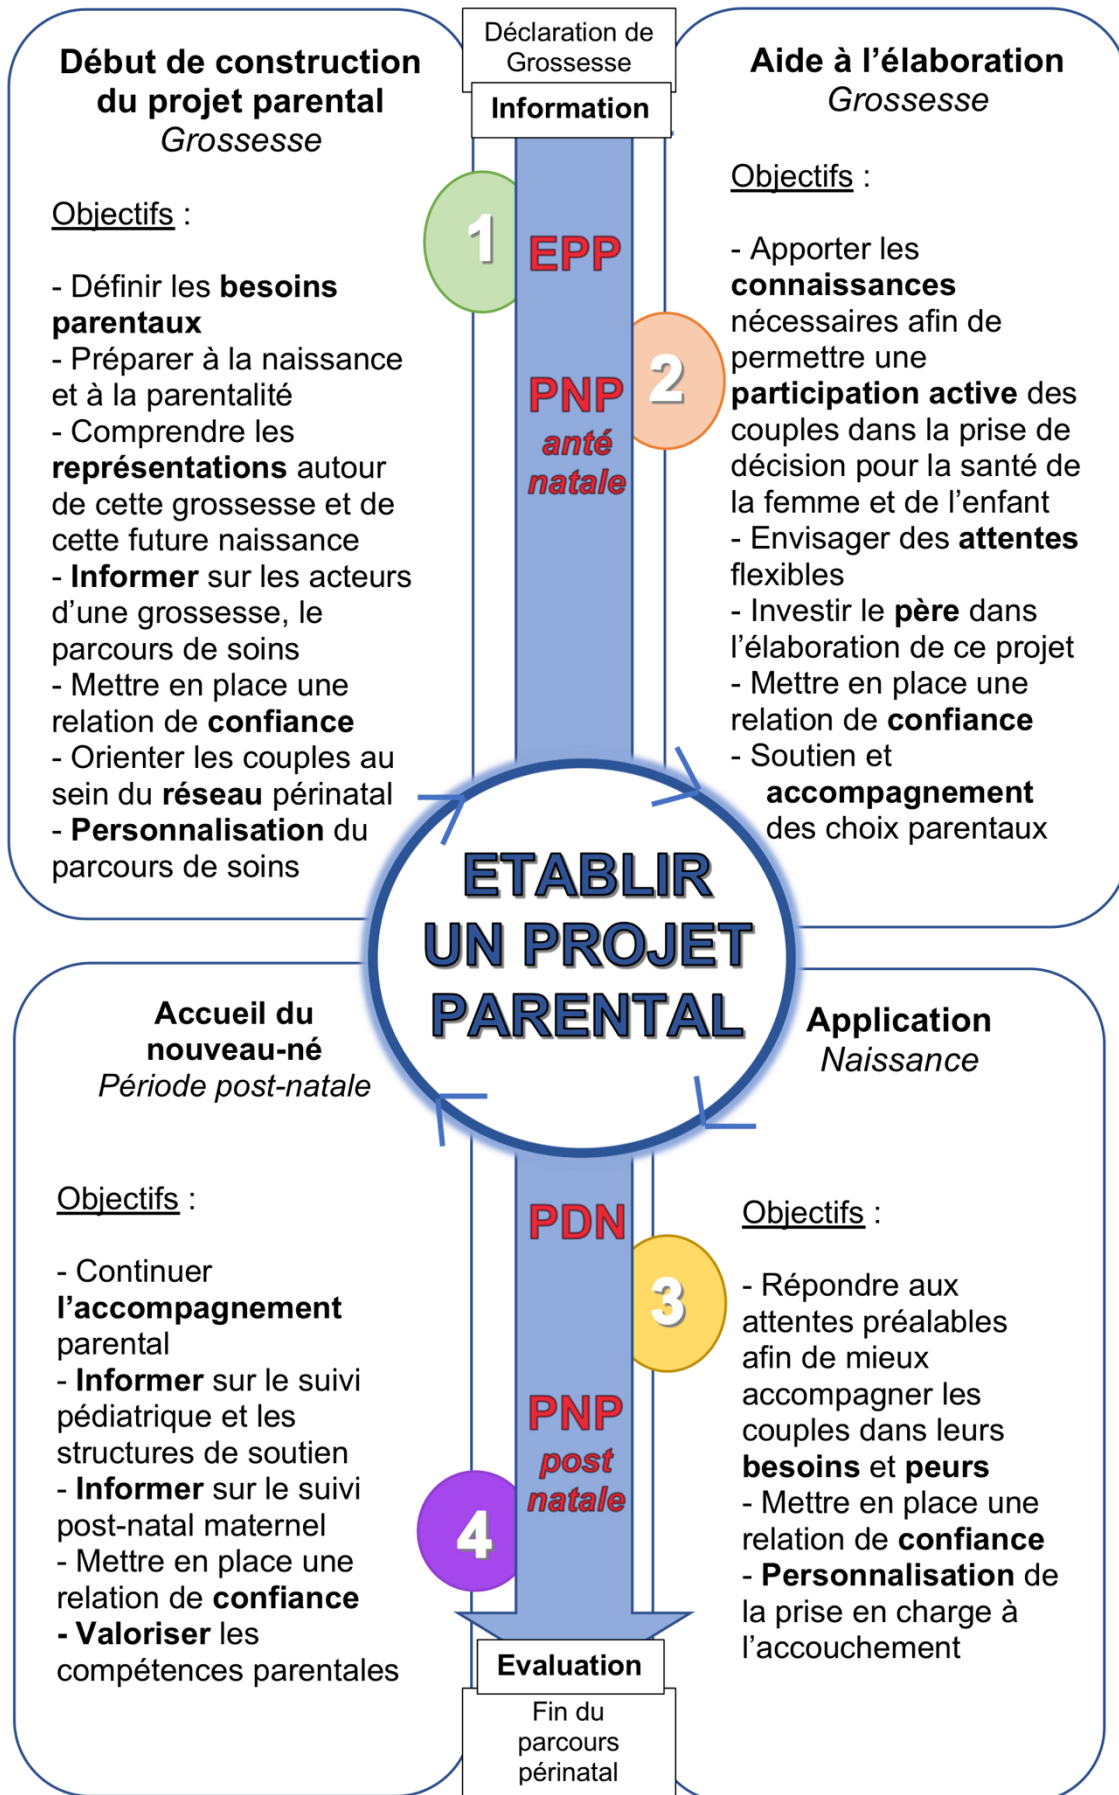 Déclaration de
Grossesse
Information
Début de construction
du projet parental
Grossesse
Objectifs :
- Définir les besoins
parentaux
- Préparer à la naissance
et à la parentalité
- Comprendre les
représentations autour
de cette grossesse et de
cette future naissance
- Informer sur les acteurs
d’une grossesse, le
parcours de soins
- Mettre en place une
relation de confiance
- Orienter les couples au
sein du réseau périnatal
- Personnalisation du
parcours de soins
1
EPP
PNP
anté
natale
2
Aide à l’élaboration
Grossesse
Objectifs :
- Apporter les
connaissances
nécessaires afin de
permettre une
participation active des
couples dans la prise de
décision pour la santé de
la femme et de l’enfant
- Envisager des attentes
flexibles
- Investir le père dans
l’élaboration de ce projet
- Mettre en place une
relation de confiance
- Soutien et
accompagnement
des choix parentaux
ETABLIR
UN PROJET
PARENTAL
Accueil du
nouveau-né
Période post-natale
Objectifs :
- Continuer
l’accompagnement
parental
- Informer sur le suivi
pédiatrique et les
structures de soutien
- Informer sur le suivi
post-natal maternel
- Mettre en place une
relation de confiance
- Valoriser les
compétences parentales
PDN
3
PNP
post
natale
4
Application
Naissance
Objectifs :
- Répondre aux
attentes préalables
afin de mieux
accompagner les
couples dans leurs
besoins et peurs
- Mettre en place une
relation de confiance
- Personnalisation de
la prise en charge à
l’accouchement
Evaluation
Fin du
parcours
périnatal